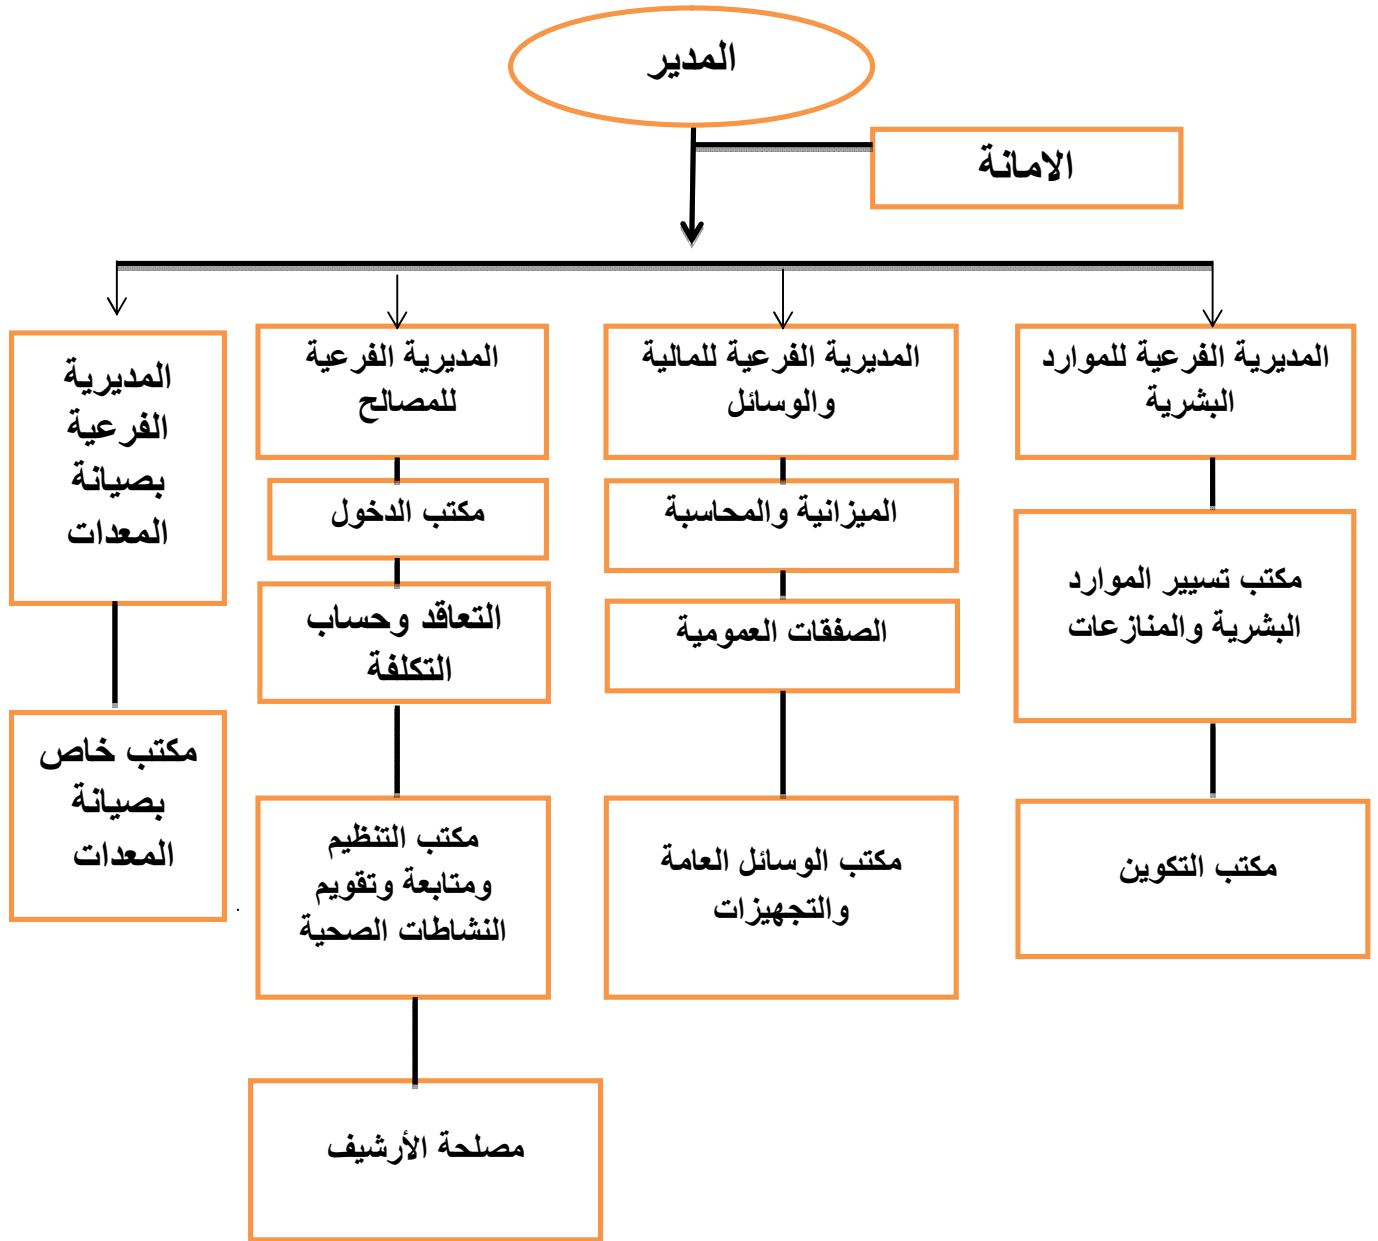 المدير
الامانة
المديرية الفرعية للموارد
البشرية
مكتب تسيير الموارد
البشرية والمنازعات
مكتب التكوين
المديرية الفرعية للمالية
والوسائل
الميزانية والمحاسبة
الصفقات العمومية
مكتب الوسائل العامة
والتجهيزات
المديرية الفرعية
للمصالح
مكتب الدخول
التعاقد وحساب
التكلفة
مكتب التنظيم
ومتابعة وتقويم
النشاطات الصحية
مصلحة الأرشيف
المديرية
الفرعية
بصيانة
المعدات
مكتب خاص
بصيانة
المعدات